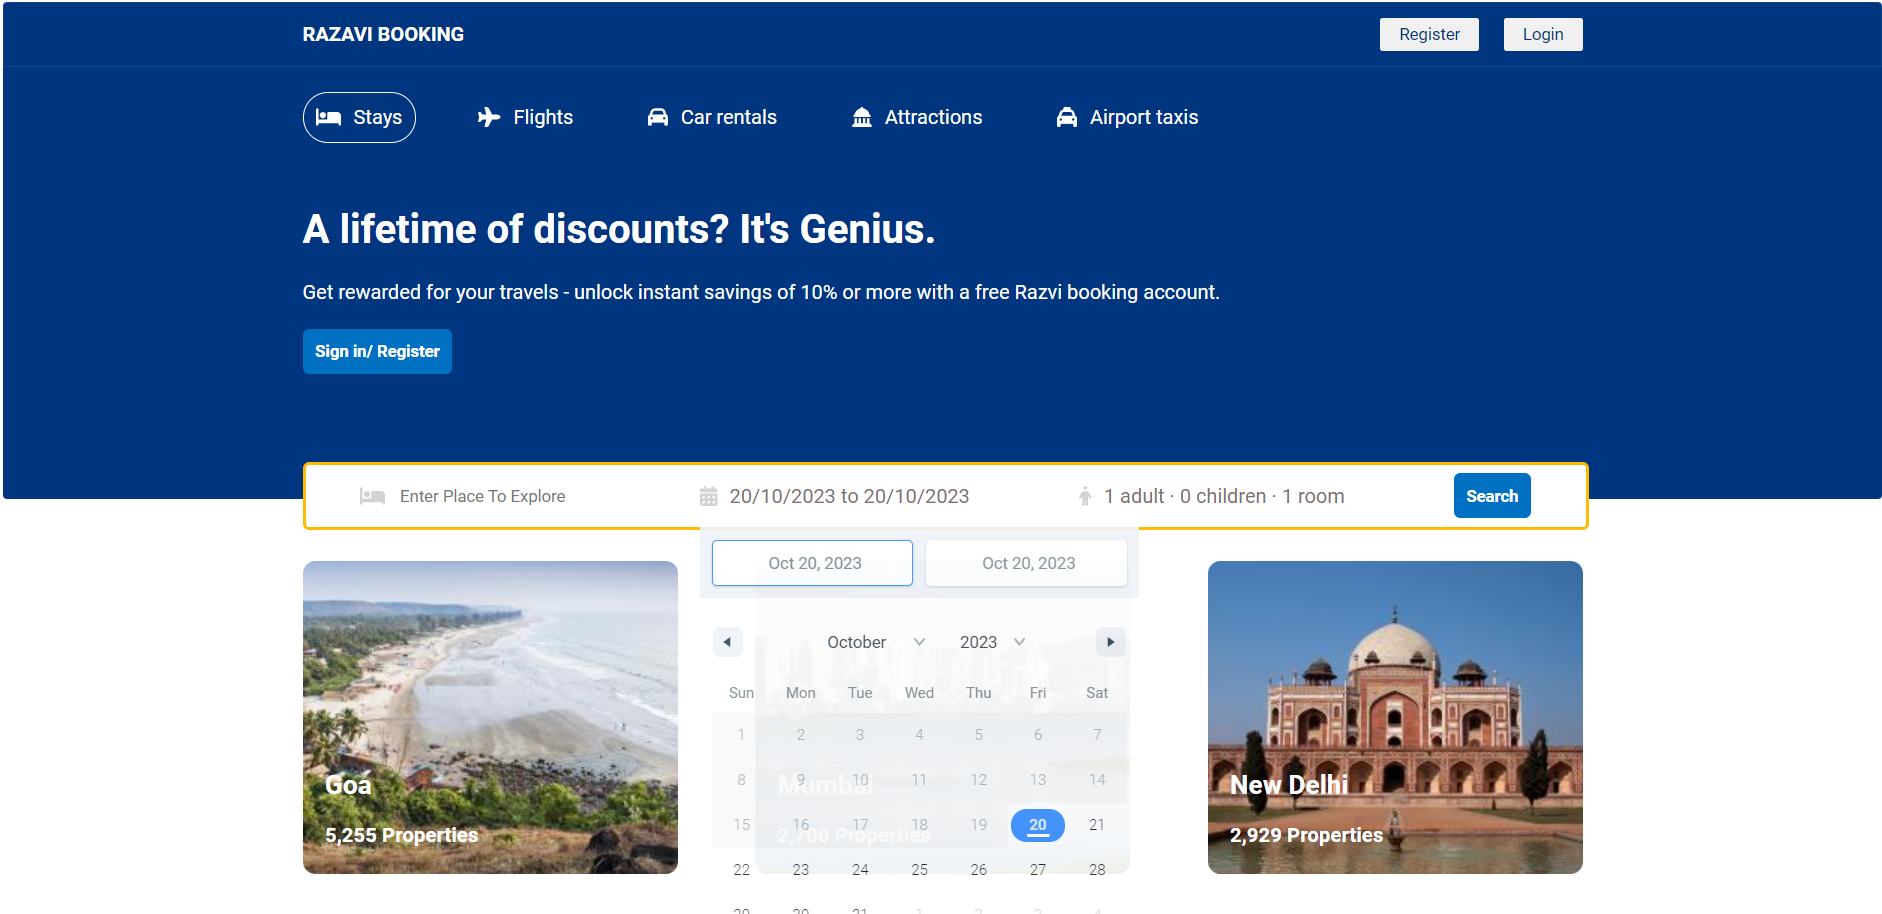 RAZAVI BOOKING
Register
Login
Stays
Flights
Car rentals
Attractions
Airport taxis
A lifetime of discounts? It's Genius.
Get rewarded for your travels - unlock instant savings of 10% or more with a free Razvi booking account.
Sign in/ Register
Enter Place To Explore
20/10/2023 to 20/10/2023
1 adult · 0 children · 1 room
Search
Oct 20, 2023
Oct 20, 2023
October
2023
Sun Mon Tue Wed Thu Fri Sat
1 2 3 4 5 6 7
8 9 10 11 12 13 14
15 16 17 18 19 20 21
22 23 24 25 26 27 28
29 30 31 1 2 3 4
Goa
5,255 Properties
Mumbai
2,700 Properties
New Delhi
2,929 Properties